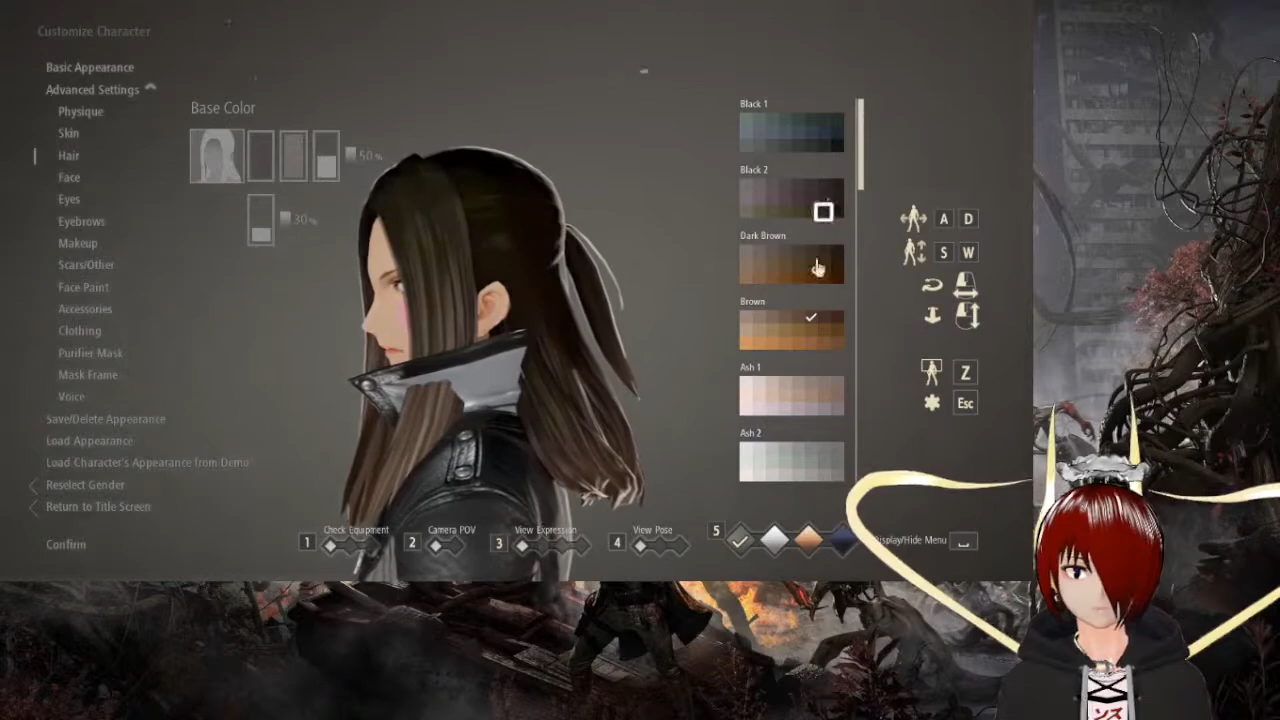 Customize Character
Basic Appearance
Advanced Settings
Physique
Skin
Hair
Face
Eyes
Eyebrows
Makeup
Scars/Other
Face Paint
Accessories
Clothing
Purifier Mask
Mask Frame
Voice
Save/Delete Appearance
Load Appearance
Load Character's Appearance from Demo
Reselect Gender
Return to Title Screen
Confirm
Base Color
50%
30%
Black 1
Black 2
Dark Brown
Brown
Ash 1
Ash 2
A D
S W
Z
Esc
1 Check Equipment
2 Camera POV
3 View Expression
4 View Pose
5
Display/Hide Menu
ソス